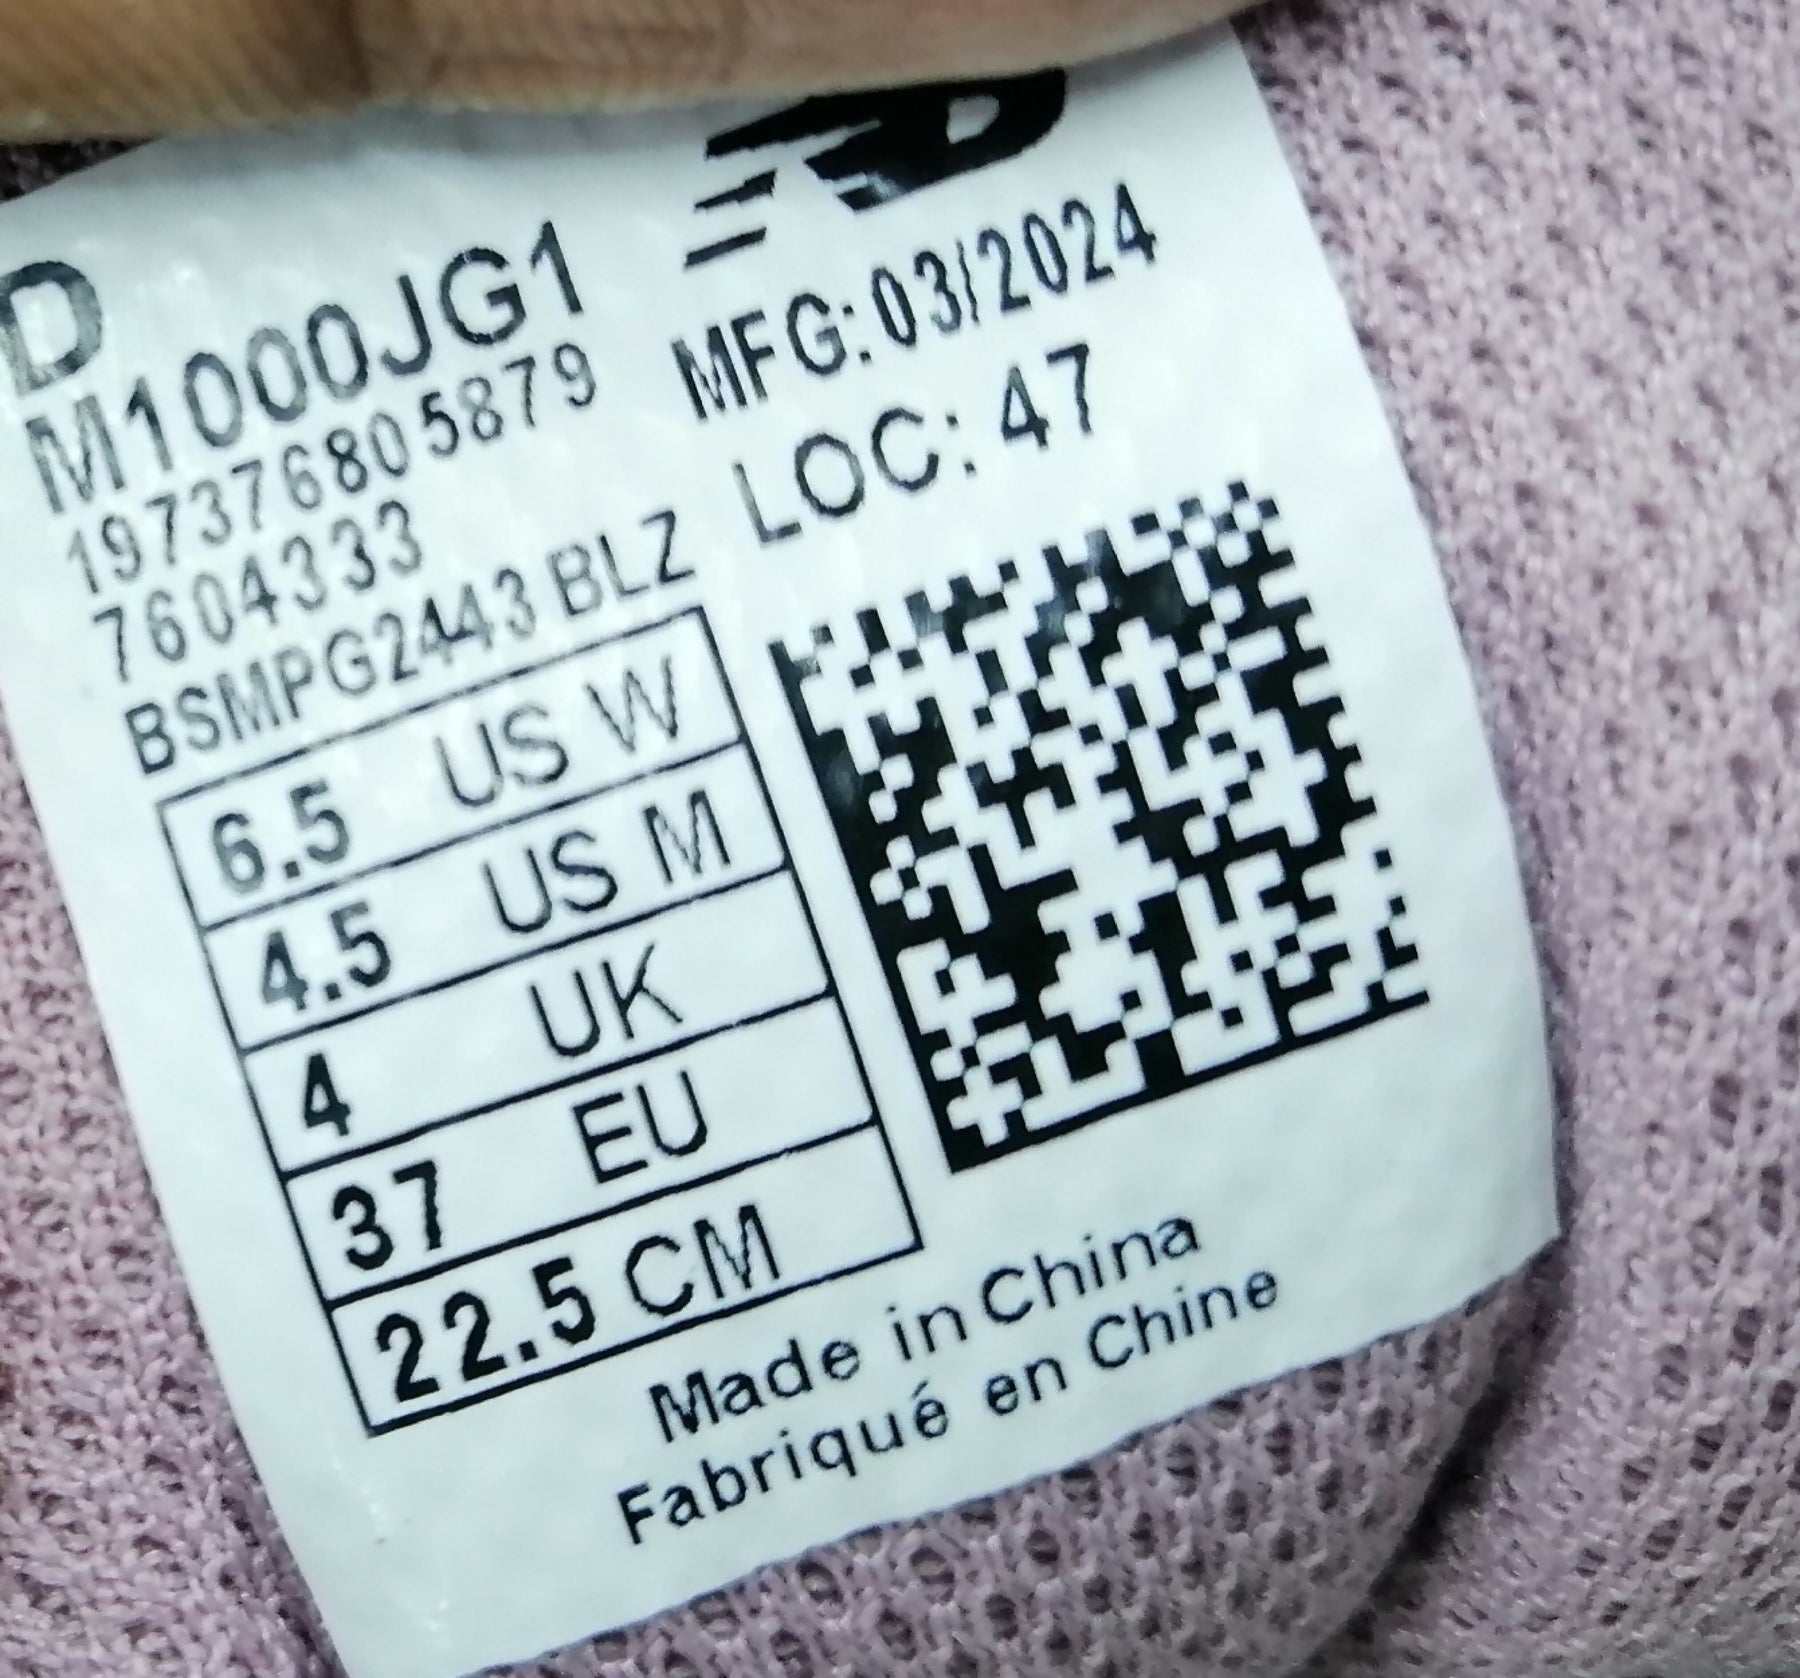 D
M1000JG1
197376805879
7604333
BSMPG2443 BLZ
MFG: 03/2024
LOC: 47
6.5 US W
4.5 US M
4 UK
37 EU
22.5 CM
Made in China
Fabriqué en Chine